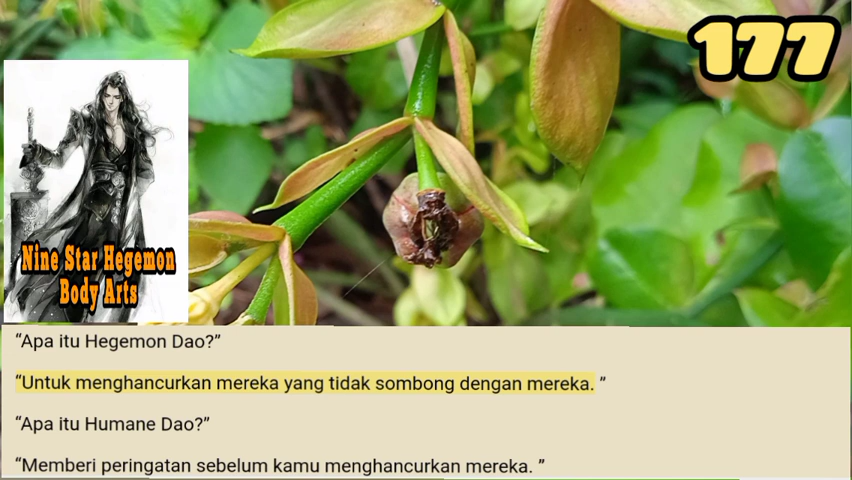 177
Nine Star Hegemon
Body Arts
“Apa itu Hegemon Dao?”
“Untuk menghancurkan mereka yang tidak sombong dengan mereka. ”
“Apa itu Humane Dao?”
“Memberi peringatan sebelum kamu menghancurkan mereka. ”